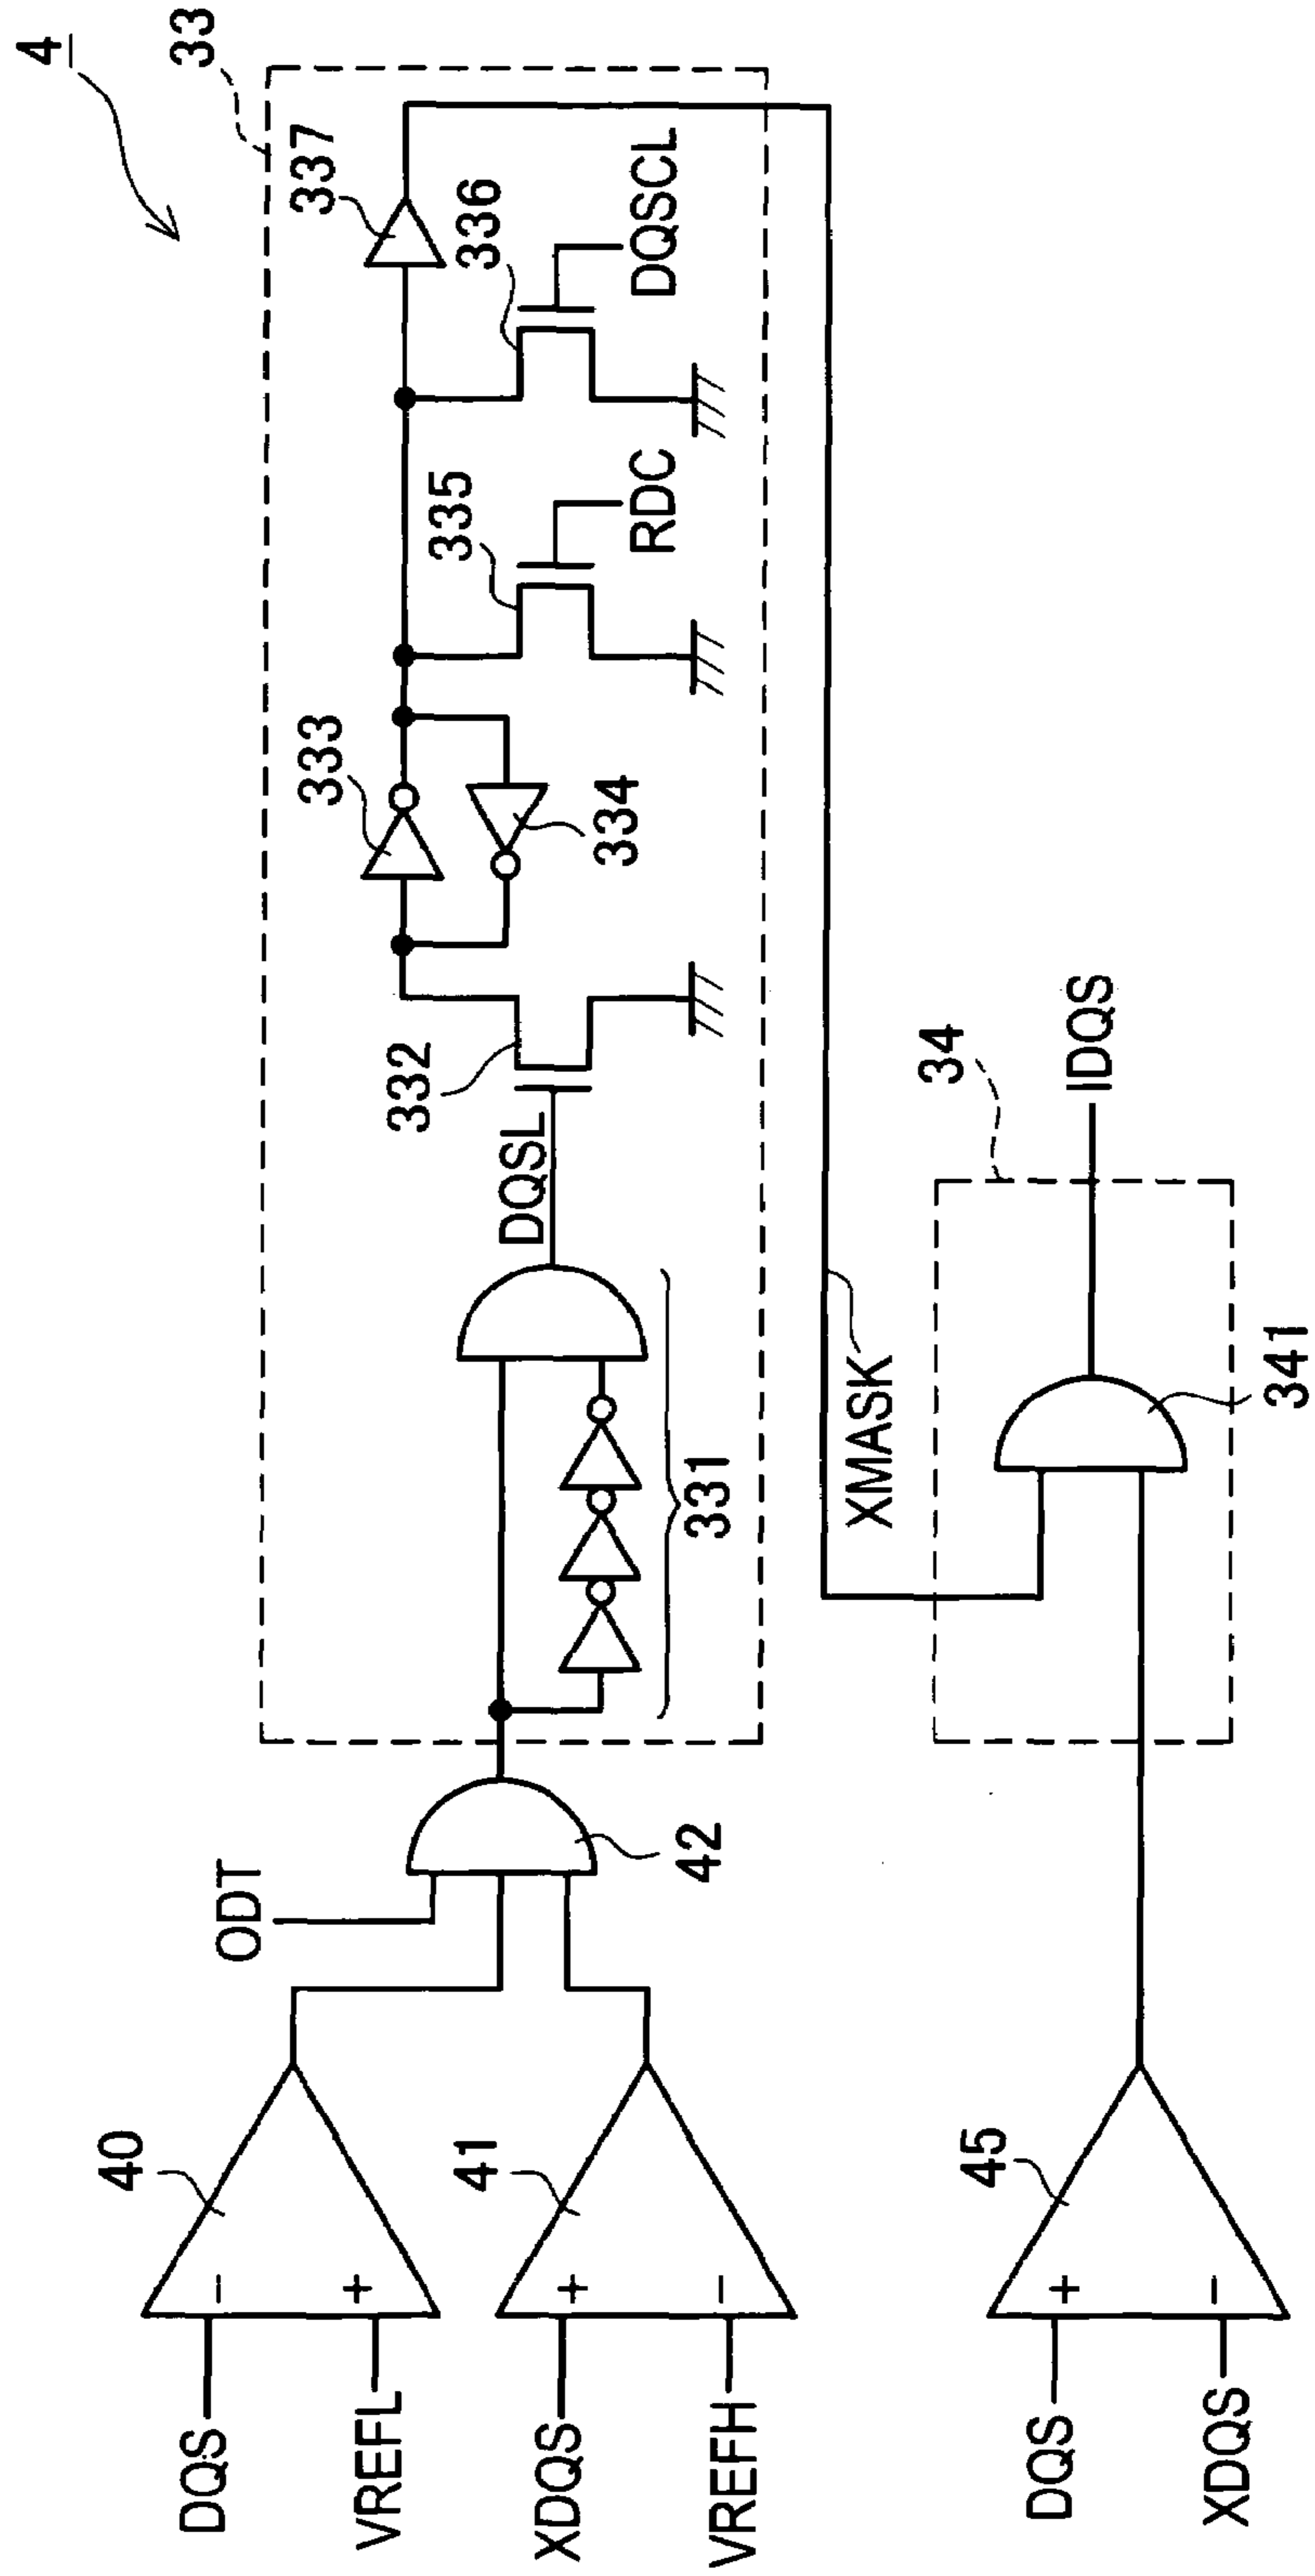 4
33
337
336
DQSCL
335
RDC
333
334
332
DQSL
331
ODT
42
40
DQS
-
+
VREFL
41
XDQS
+
-
VREFH
XMASK
34
IDQS
341
45
DQS
+
-
XDQS